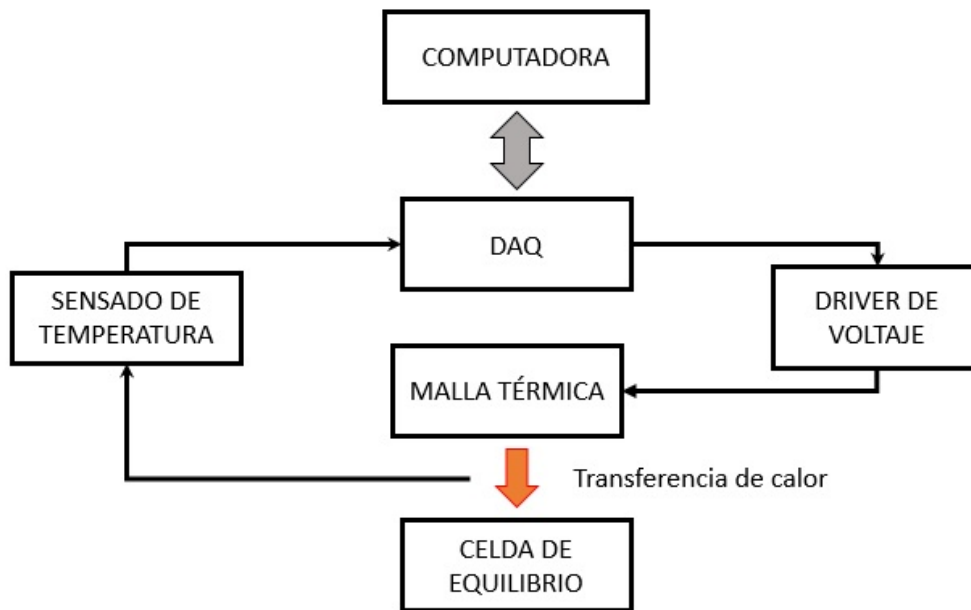 COMPUTADORA
DAQ
SENSADO DE
TEMPERATURA
DRIVER DE
VOLTAJE
MALLA TÉRMICA
Transferencia de calor
CELDA DE
EQUILIBRIO